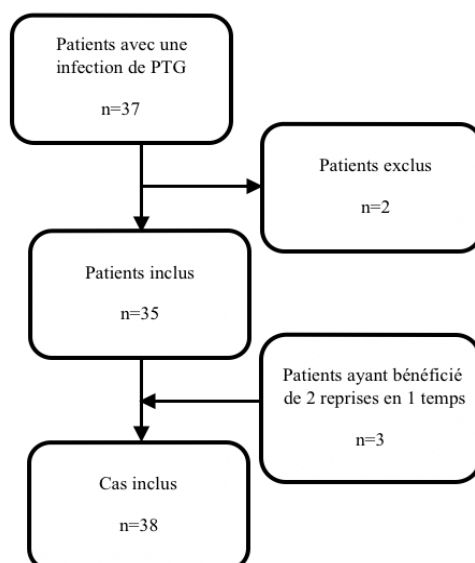 Patients avec une
infection de PTG
n=37
Patients exclus
n=2
Patients inclus
n=35
Patients ayant bénéficié
de 2 reprises en 1 temps
n=3
Cas inclus
n=38